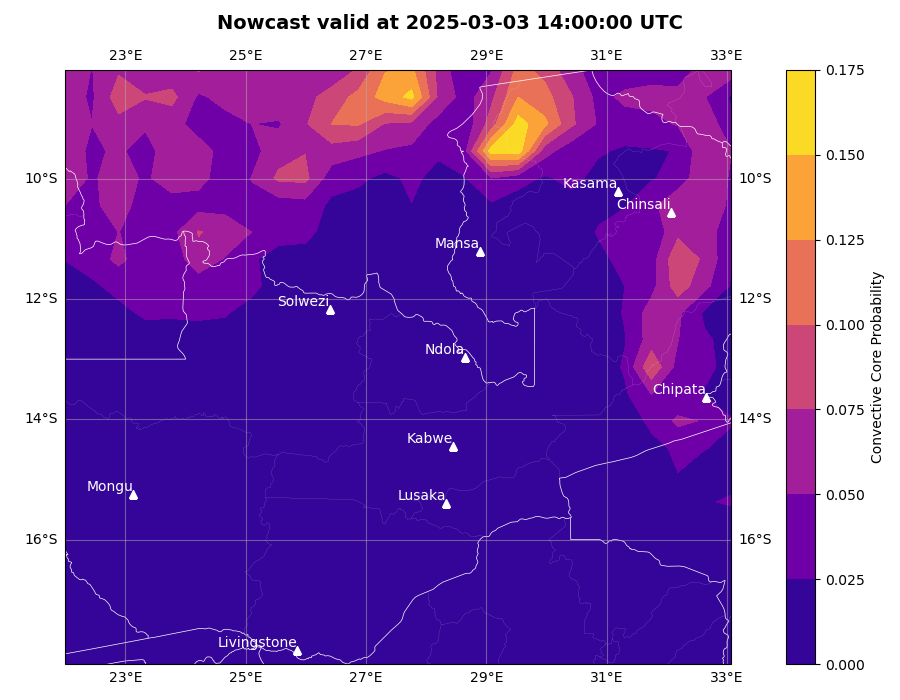 Nowcast valid at 2025-03-03 14:00:00 UTC
23°E 25°E 27°E 29°E 31°E 33°E
0.175
0.150
10°S Kasama 10°S
Chinsali
0.125
Mansa
12°S Solwezi 12°S
0.100
Ndola
Chipata
0.075
14°S 14°S
Kabwe
Mongu Lusaka
0.050
16°S 16°S
0.025
Livingstone
0.000
23°E 25°E 27°E 29°E 31°E 33°E
Convective Core Probability